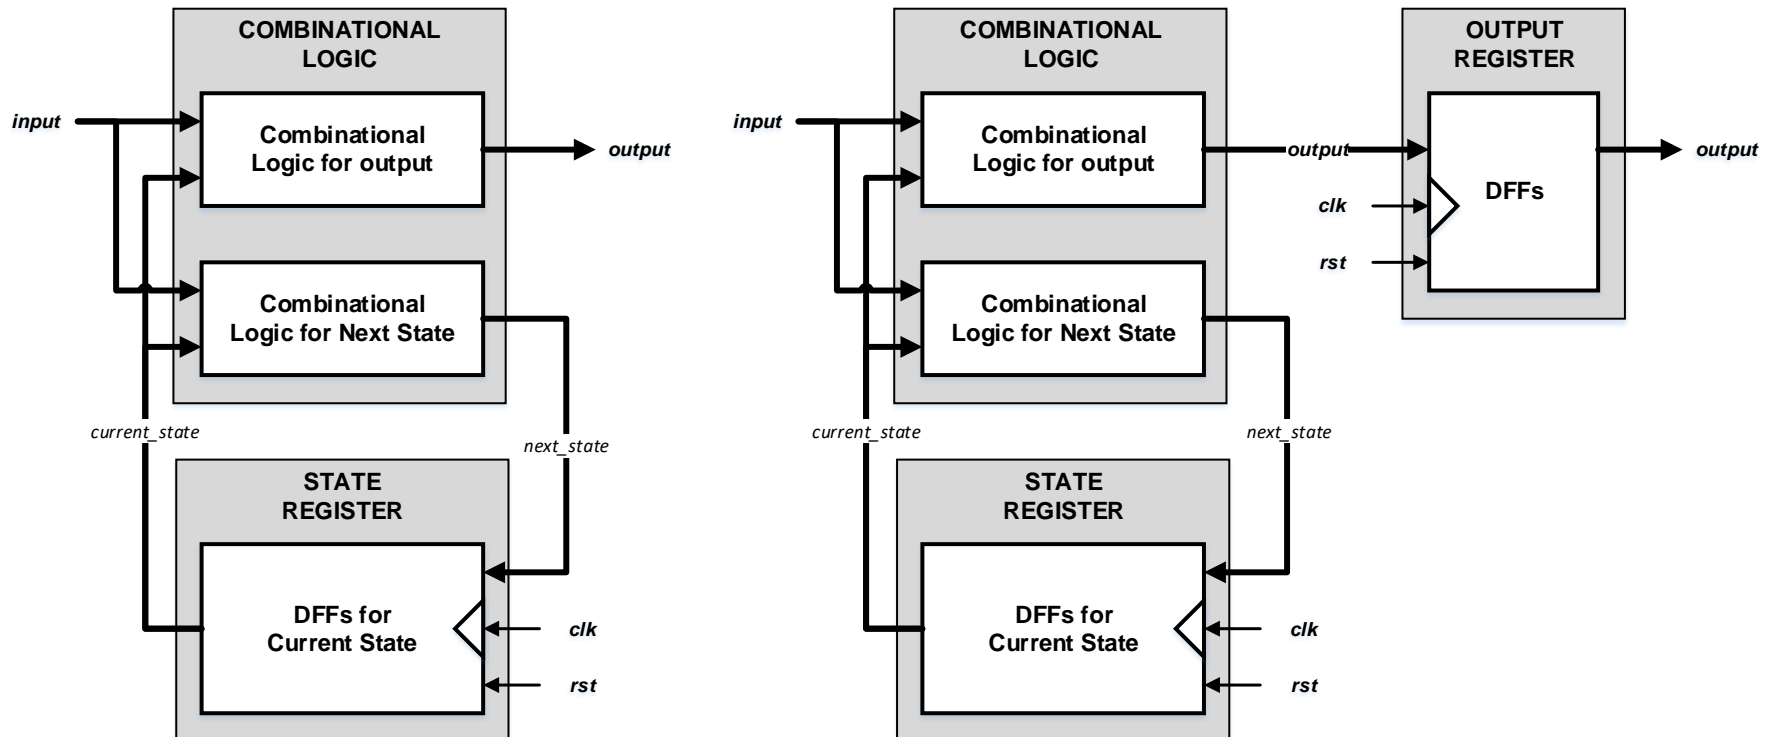 COMBINATIONAL
LOGIC
input
Combinational
Logic for output
output
Combinational
Logic for Next State
current_state
next_state
STATE
REGISTER
DFFs for
Current State
clk
rst
COMBINATIONAL
LOGIC
input
Combinational
Logic for output
output
Combinational
Logic for Next State
current_state
next_state
STATE
REGISTER
DFFs for
Current State
clk
rst
OUTPUT
REGISTER
DFFs
clk
rst
output